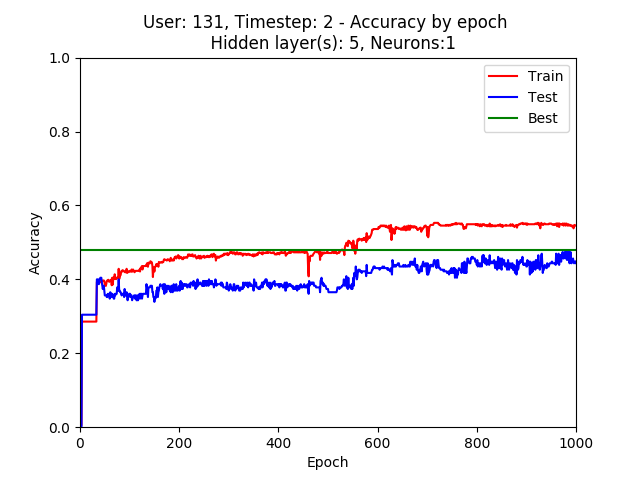 User: 131, Timestep: 2 - Accuracy by epoch
Hidden layer(s): 5, Neurons:1
1.0
0.8
0.6
0.4
0.2
0.0
Accuracy
Train
Test
Best
0 200 400 600 800 1000
Epoch